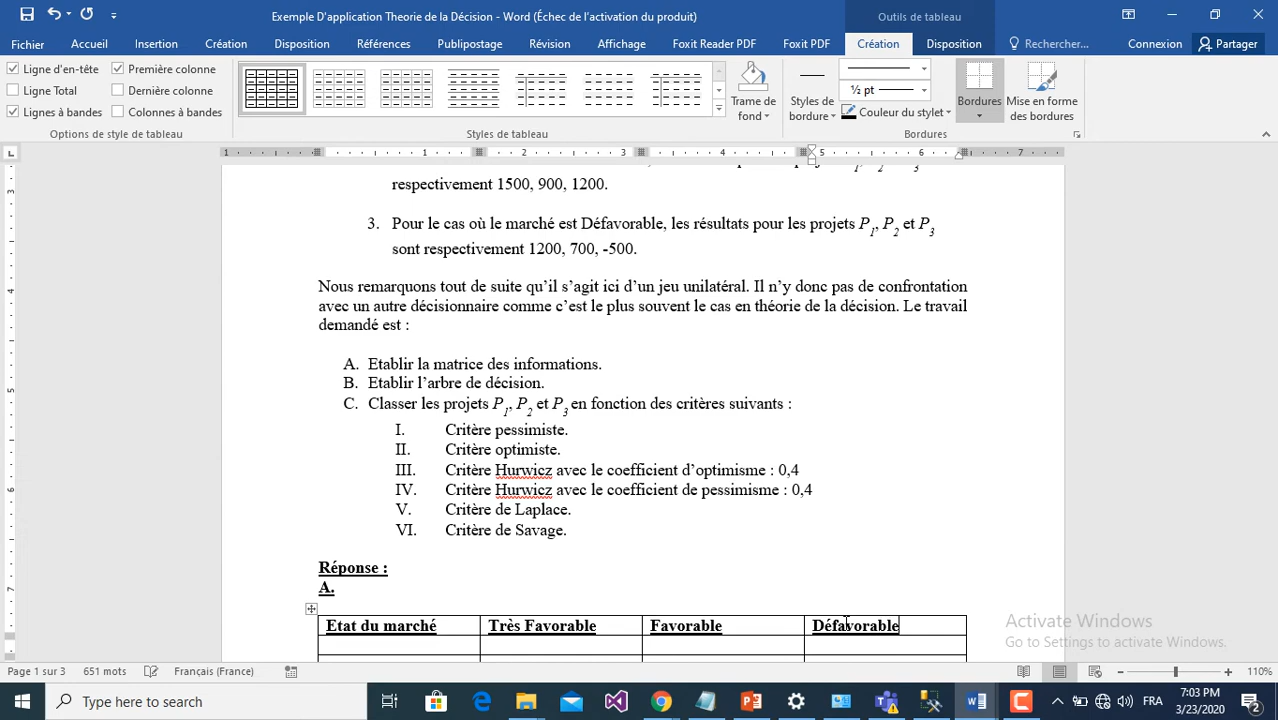 Exemple D'application Theorie de la Décision - Word (Échec de l'activation du produit)
Outils de tableau
Fichier Accueil Insertion Création Disposition Références Publipostage Révision Affichage Foxit Reader PDF Foxit PDF Création Disposition Rechercher... Connexion Partager
Ligne d'en-tête Première colonne
Ligne Total Dernière colonne
Lignes à bandes Colonnes à bandes
Options de style de tableau
Styles de tableau
Trame de fond
Styles de bordure
½ pt
Couleur du stylet
Bordures
Mise en forme des bordures
Bordures
1 1 2 3 4 5 6 7
respectivement 1500, 900, 1200.
3. Pour le cas où le marché est Défavorable, les résultats pour les projets P1, P2 et P3
sont respectivement 1200, 700, -500.
Nous remarquons tout de suite qu’il s’agit ici d’un jeu unilatéral. Il n’y donc pas de confrontation
avec un autre décisionnaire comme c’est le plus souvent le cas en théorie de la décision. Le travail
demandé est :
A. Etablir la matrice des informations.
B. Etablir l’arbre de décision.
C. Classer les projets P1, P2 et P3 en fonction des critères suivants :
I. Critère pessimiste.
II. Critère optimiste.
III. Critère Hurwicz avec le coefficient d’optimisme : 0,4
IV. Critère Hurwicz avec le coefficient de pessimisme : 0,4
V. Critère de Laplace.
VI. Critère de Savage.
Réponse :
A.
Etat du marché Très Favorable Favorable Défavorable
Activate Windows
Go to Settings to activate Windows.
Page 1 sur 3 651 mots Français (France) 110%
Type here to search
FRA
7:03 PM
3/23/2020
2